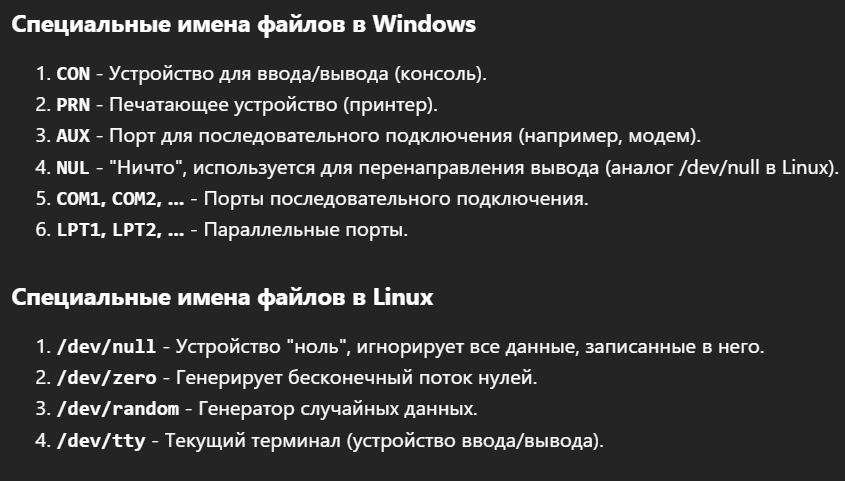 Специальные имена файлов в Windows
1. CON - Устройство для ввода/вывода (консоль).
2. PRN - Печатающее устройство (принтер).
3. AUX - Порт для последовательного подключения (например, модем).
4. NUL - "Ничто", используется для перенаправления вывода (аналог /dev/null в Linux).
5. COM1, COM2, ... - Порты последовательного подключения.
6. LPT1, LPT2, ... - Параллельные порты.
Специальные имена файлов в Linux
1. /dev/null - Устройство "ноль", игнорирует все данные, записанные в него.
2. /dev/zero - Генерирует бесконечный поток нулей.
3. /dev/random - Генератор случайных данных.
4. /dev/tty - Текущий терминал (устройство ввода/вывода).